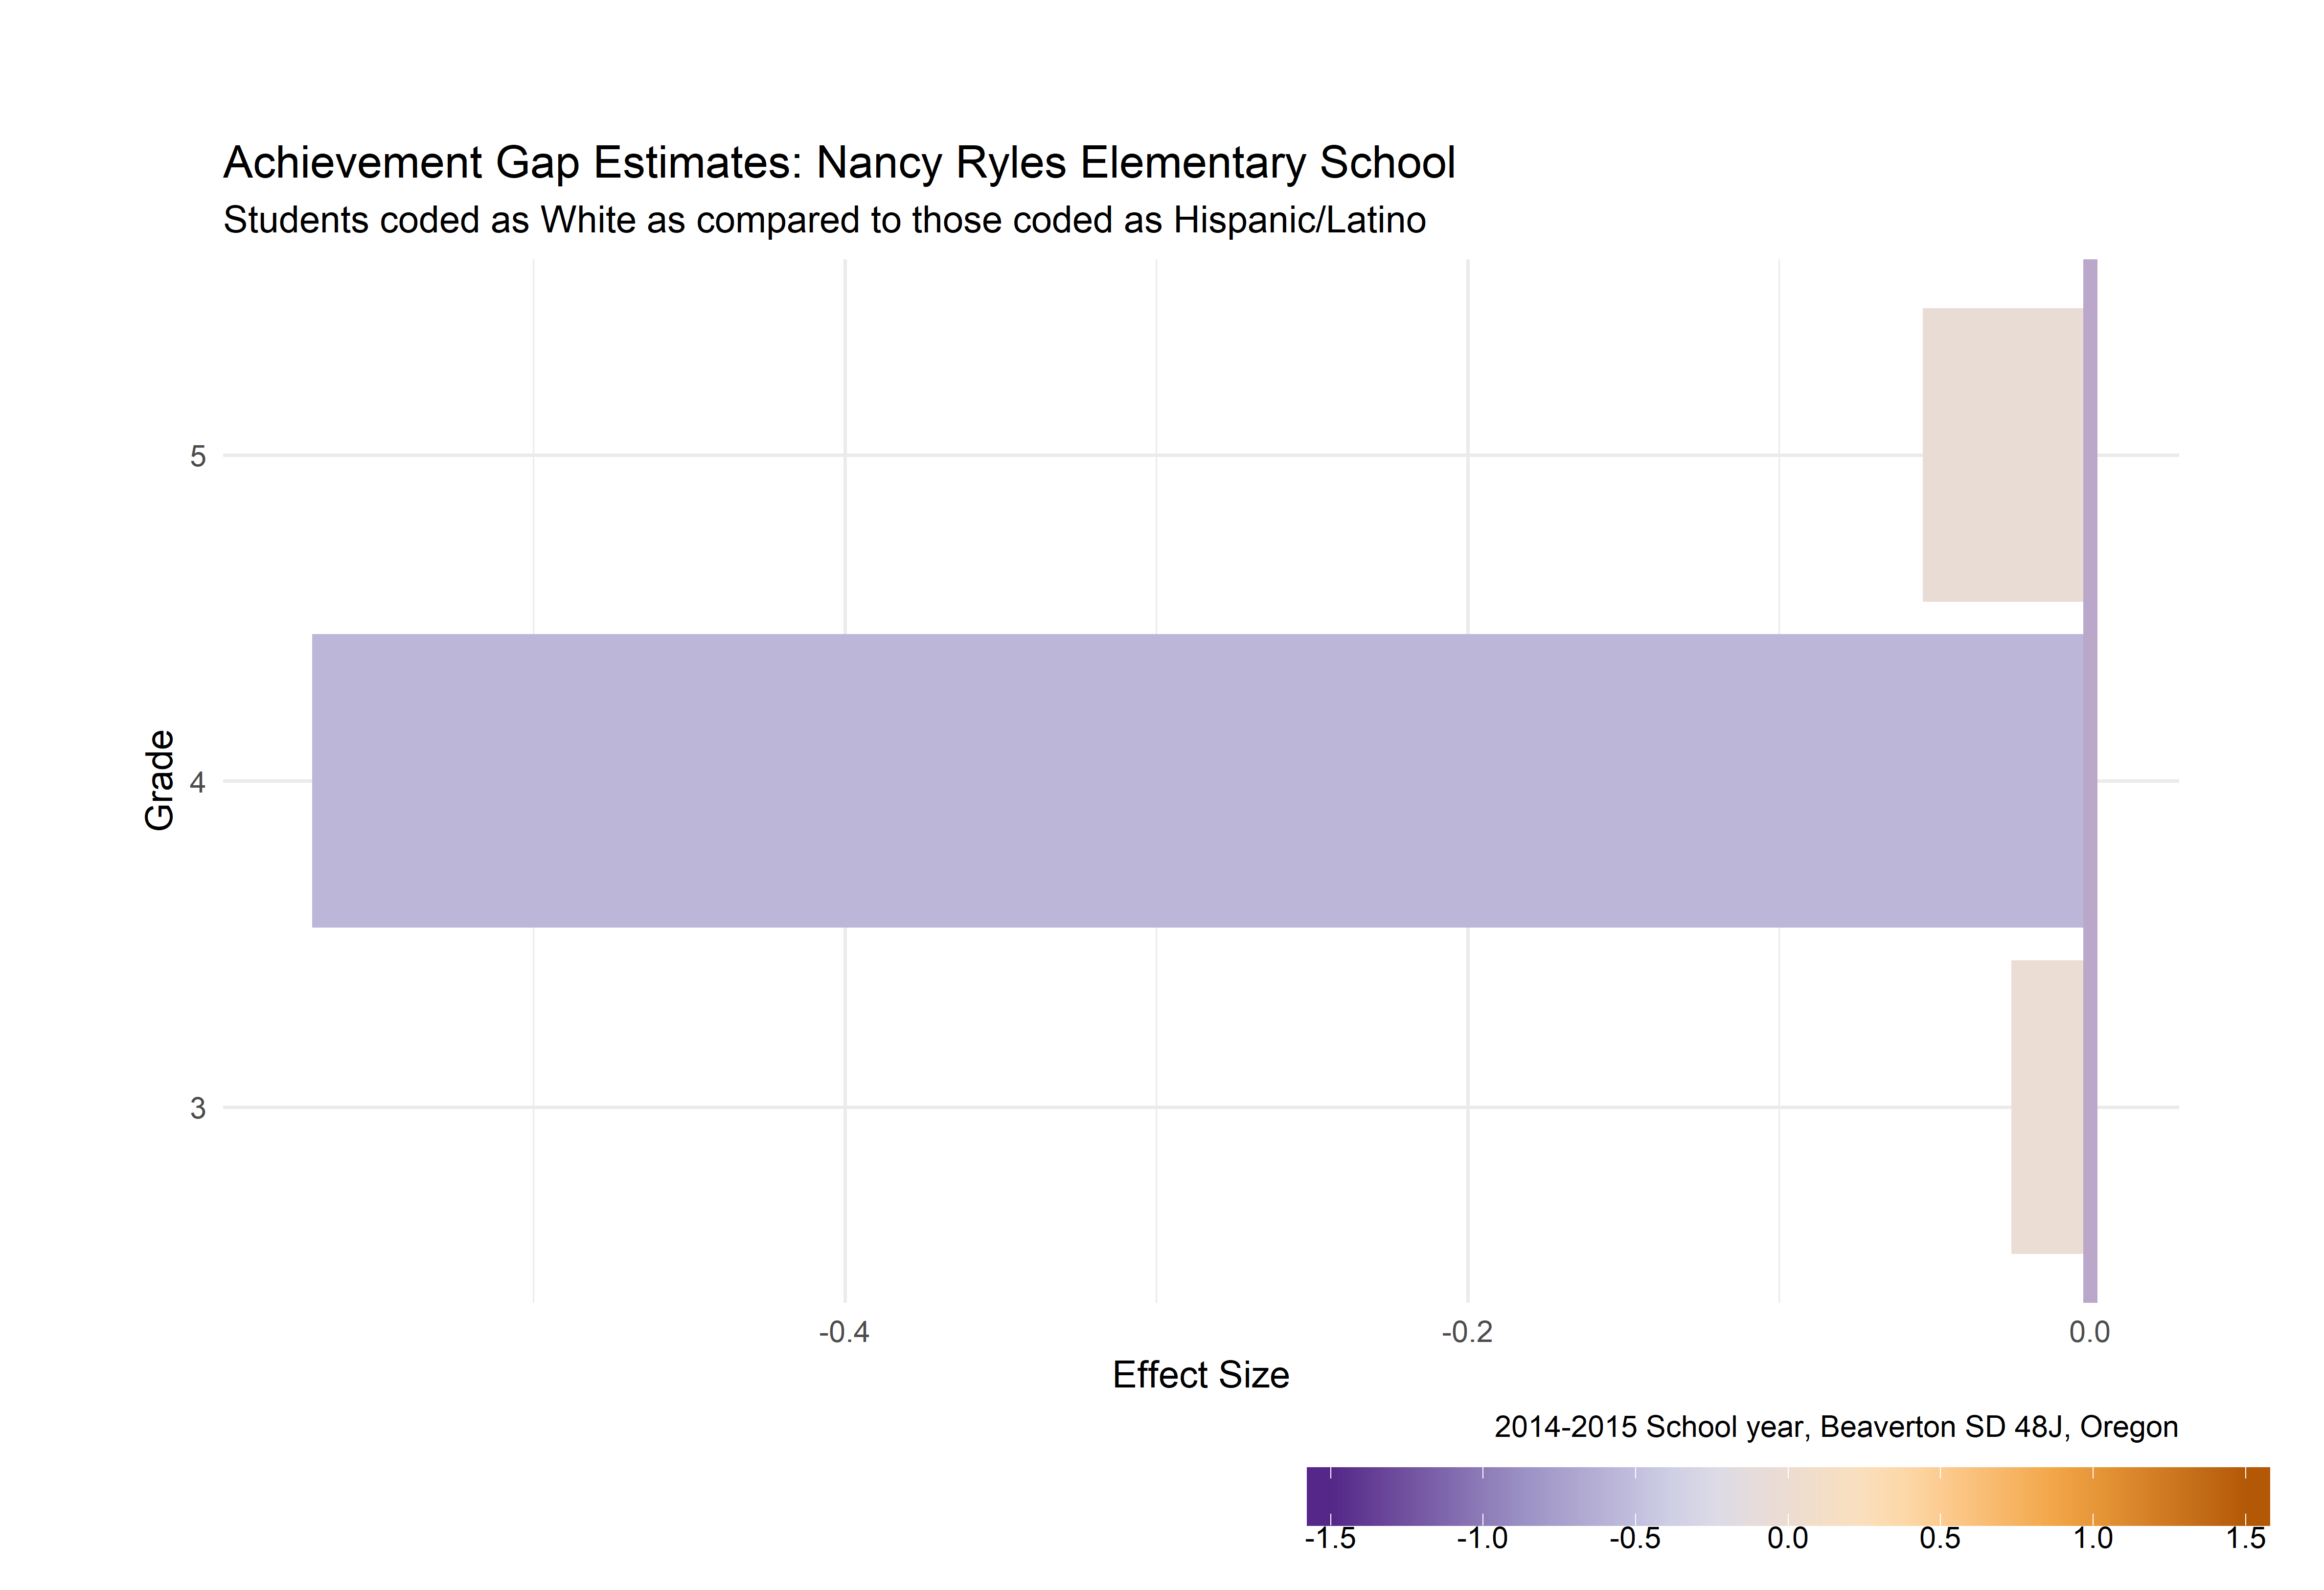 Achievement Gap Estimates: Nancy Ryles Elementary School
Students coded as White as compared to those coded as Hispanic/Latino
5
Grade
4
3
-0.4 -0.2 0.0
Effect Size
2014-2015 School year, Beaverton SD 48J, Oregon
-1.5 -1.0 -0.5 0.0 0.5 1.0 1.5